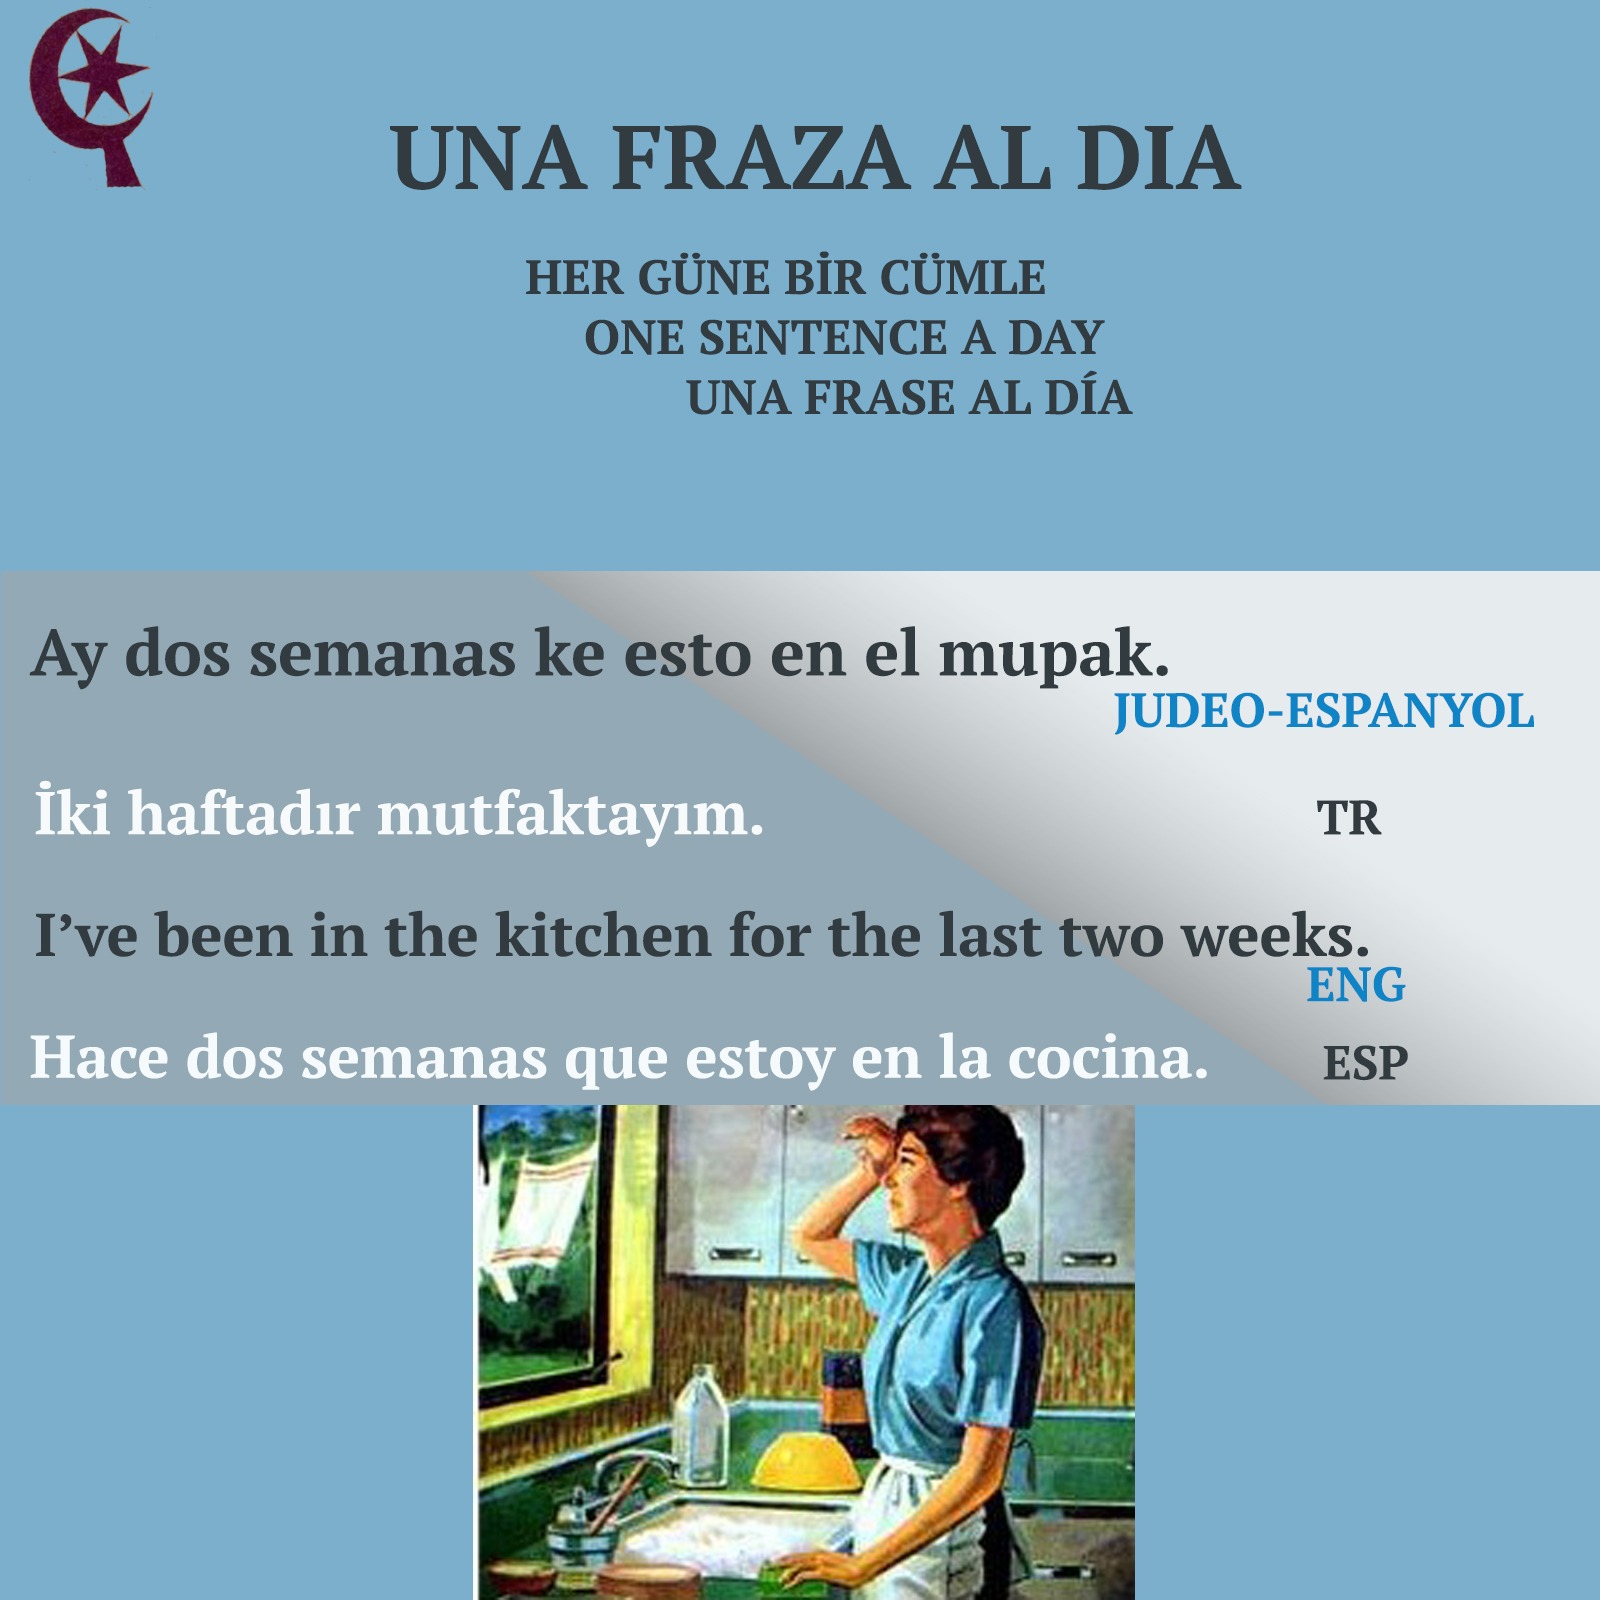 UNA FRAZA AL DIA
HER GÜNE BİR CÜMLE
ONE SENTENCE A DAY
UNA FRASE AL DÍA
Ay dos semanas ke esto en el mupak.
JUDEO-ESPANYOL
İki haftadır mutfaktayım.
TR
I’ve been in the kitchen for the last two weeks.
ENG
Hace dos semanas que estoy en la cocina.
ESP